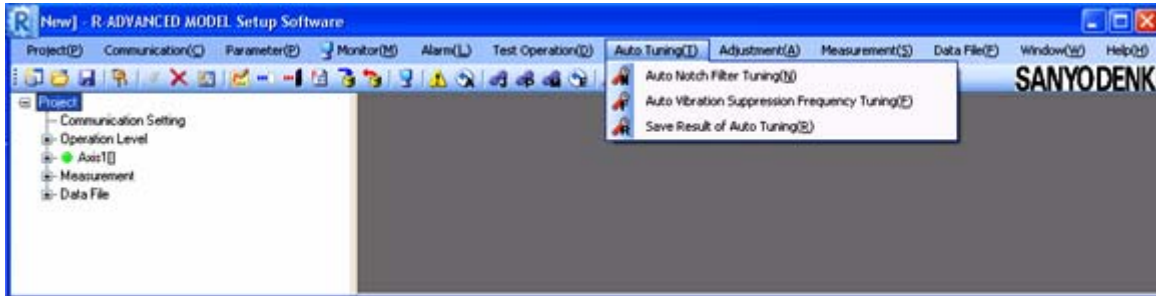 R New] - R-ADVANCED MODEL Setup Software
Project(P) Communication(C) Parameter(P) Monitor(M) Alarm(L) Test Operation(O) Auto Tuning(T) Adjustment(A) Measurement(S) Data File(F) Window(W) Help(H)
SANYO DENK
Auto Notch Filter Tuning(N)
Auto Vibration Suppression Frequency Tuning(F)
Save Result of Auto Tuning(R)
Project
Communication Setting
Operation Level
Axis1[]
Measurement
Data File